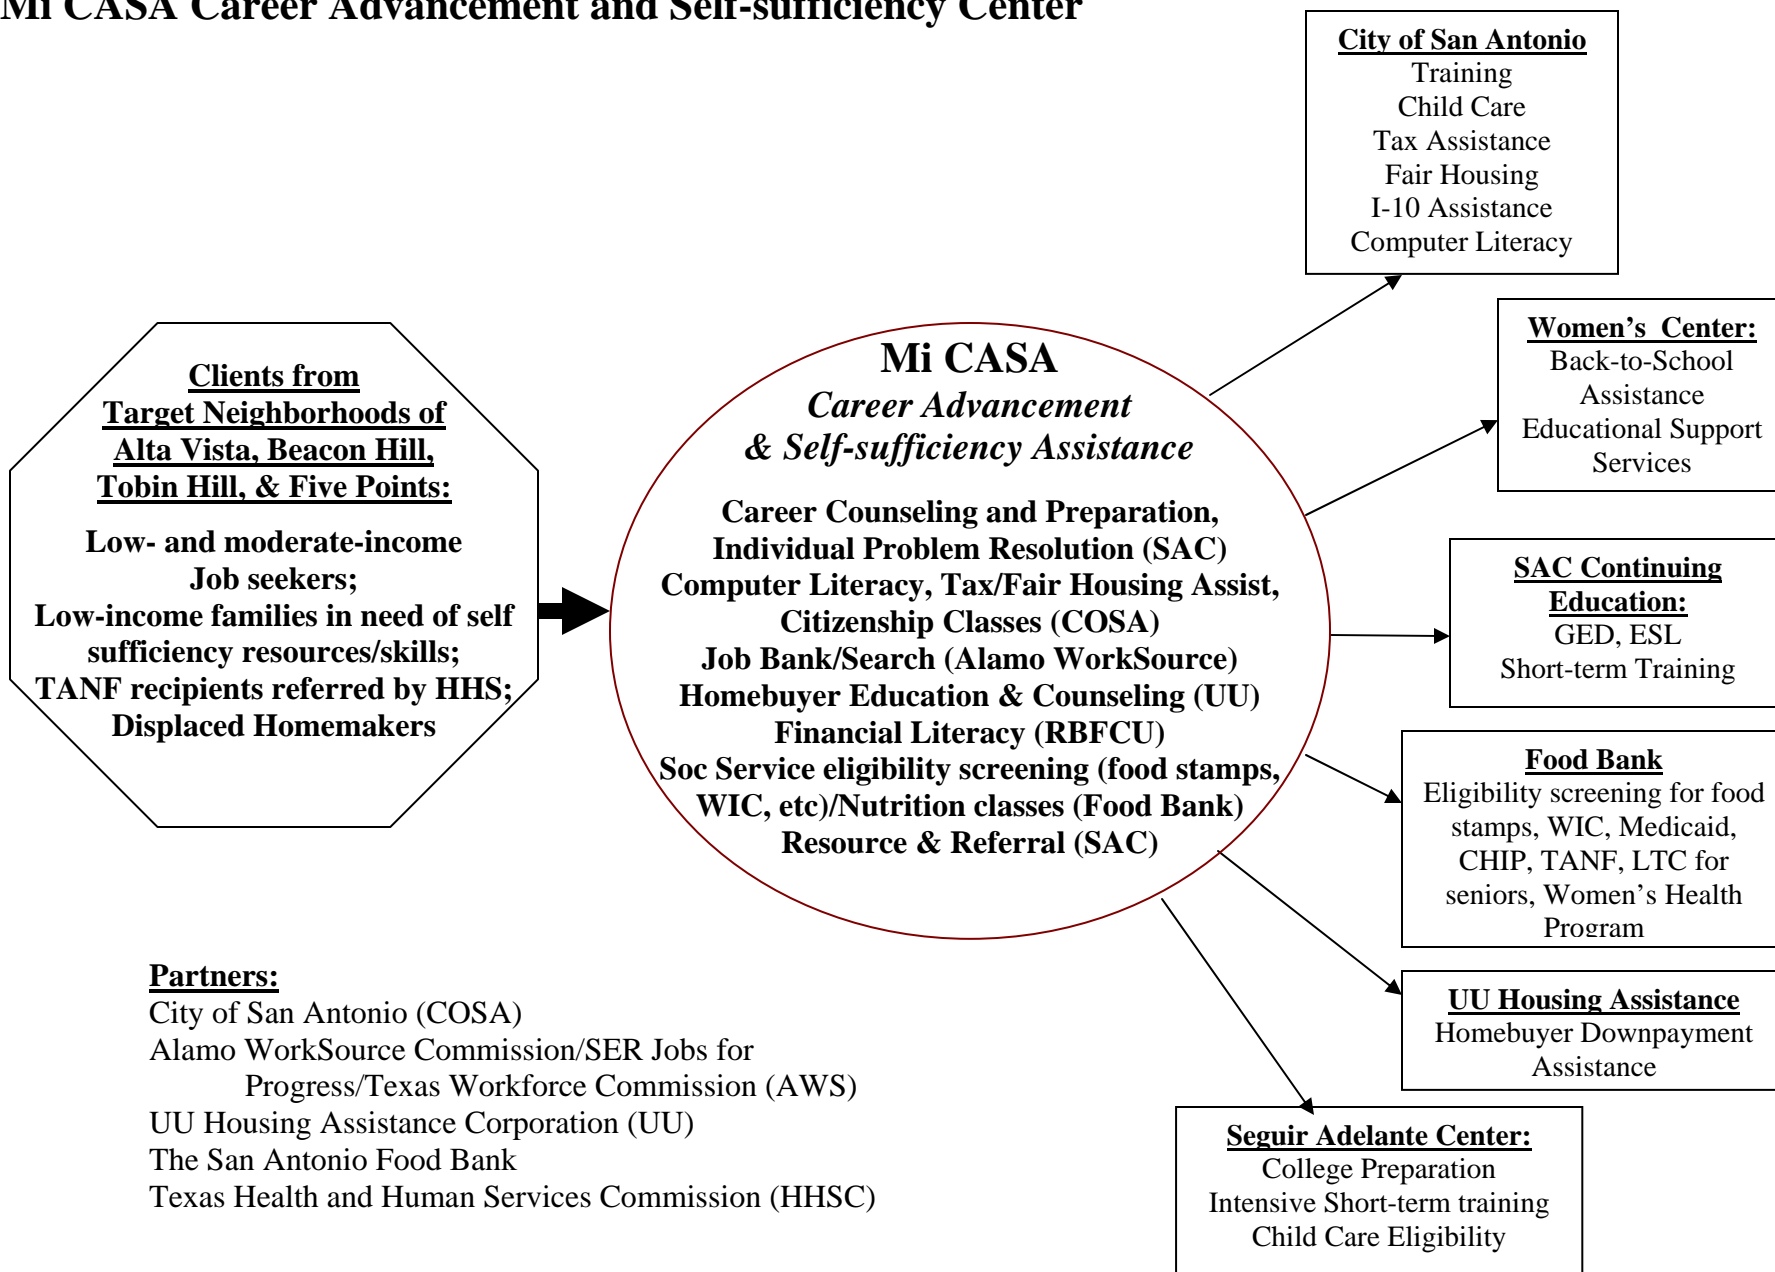 Mi CASA Career Advancement and Self-sufficiency Center
City of San Antonio
Training
Child Care
Tax Assistance
Fair Housing
I-10 Assistance
Computer Literacy
Women's  Center:
Back-to-School
Assistance
Educational Support
Services
Clients from
Target Neighborhoods of
Alta Vista, Beacon Hill,
Tobin Hill, & Five Points:
Low- and moderate-income
Job seekers;
Low-income families in need of self
sufficiency resources/skills;
TANF recipients referred by HHS;
Displaced Homemakers
Mi CASA
Career Advancement
& Self-sufficiency Assistance
Career Counseling and Preparation,
Individual Problem Resolution (SAC)
Computer Literacy, Tax/Fair Housing Assist,
Citizenship Classes (COSA)
Job Bank/Search (Alamo WorkSource)
Homebuyer Education & Counseling (UU)
Financial Literacy (RBFCU)
Soc Service eligibility screening (food stamps,
WIC, etc)/Nutrition classes (Food Bank)
Resource & Referral (SAC)
SAC Continuing
Education:
GED, ESL
Short-term Training
Food Bank
Eligibility screening for food
stamps, WIC, Medicaid,
CHIP, TANF, LTC for
seniors, Women's Health
Program
UU Housing Assistance
Homebuyer Downpayment
Assistance
Seguir Adelante Center:
College Preparation
Intensive Short-term training
Child Care Eligibility
Partners:
City of San Antonio (COSA)
Alamo WorkSource Commission/SER Jobs for
Progress/Texas Workforce Commission (AWS)
UU Housing Assistance Corporation (UU)
The San Antonio Food Bank
Texas Health and Human Services Commission (HHSC)